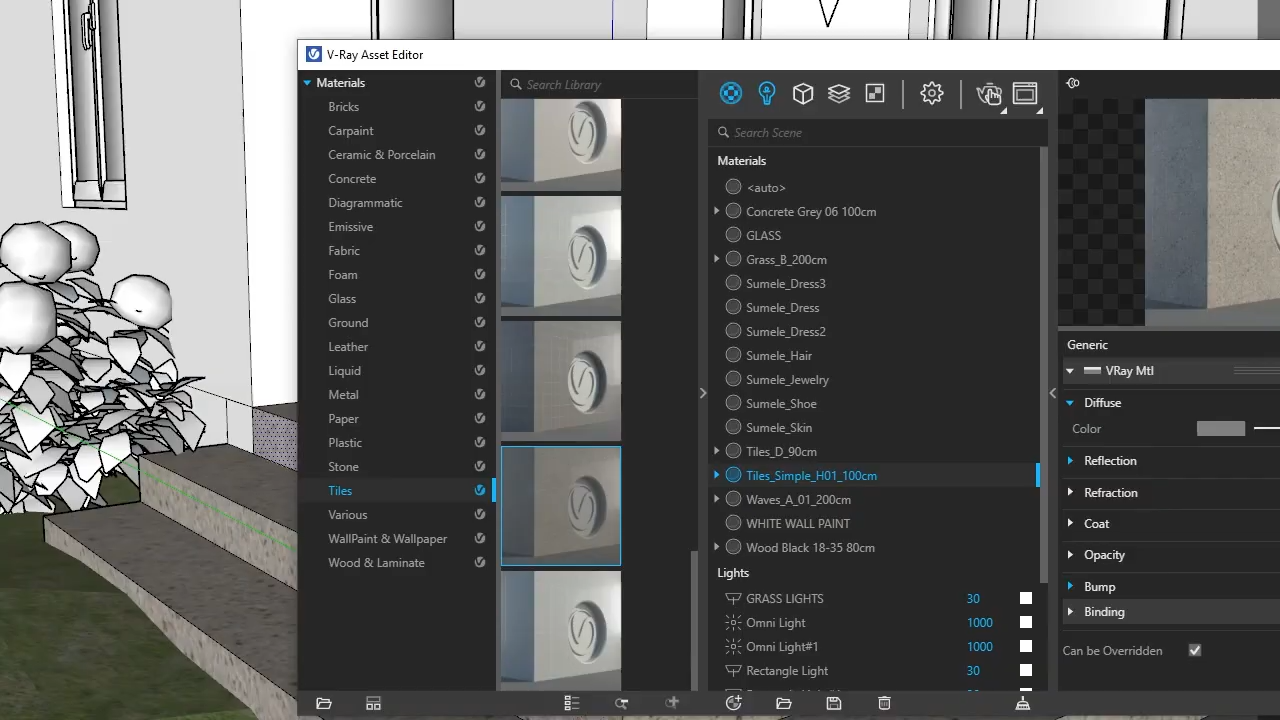 V-Ray Asset Editor
Materials
Bricks
Carpaint
Ceramic & Porcelain
Concrete
Diagrammatic
Emissive
Fabric
Foam
Glass
Ground
Leather
Liquid
Metal
Paper
Plastic
Stone
Tiles
Various
WallPaint & Wallpaper
Wood & Laminate
Search Library
Search Scene
Materials
<auto>
Concrete Grey 06 100cm
GLASS
Grass_B_200cm
Sumele_Dress3
Sumele_Dress
Sumele_Dress2
Sumele_Hair
Sumele_Jewelry
Sumele_Shoe
Sumele_Skin
Tiles_D_90cm
Tiles_Simple_H01_100cm
Waves_A_01_200cm
WHITE WALL PAINT
Wood Black 18-35 80cm
Lights
GRASS LIGHTS 30
Omni Light 1000
Omni Light#1 1000
Rectangle Light 30
Generic
VRay Mtl
Diffuse
Color
Reflection
Refraction
Coat
Opacity
Bump
Binding
Can be Overridden